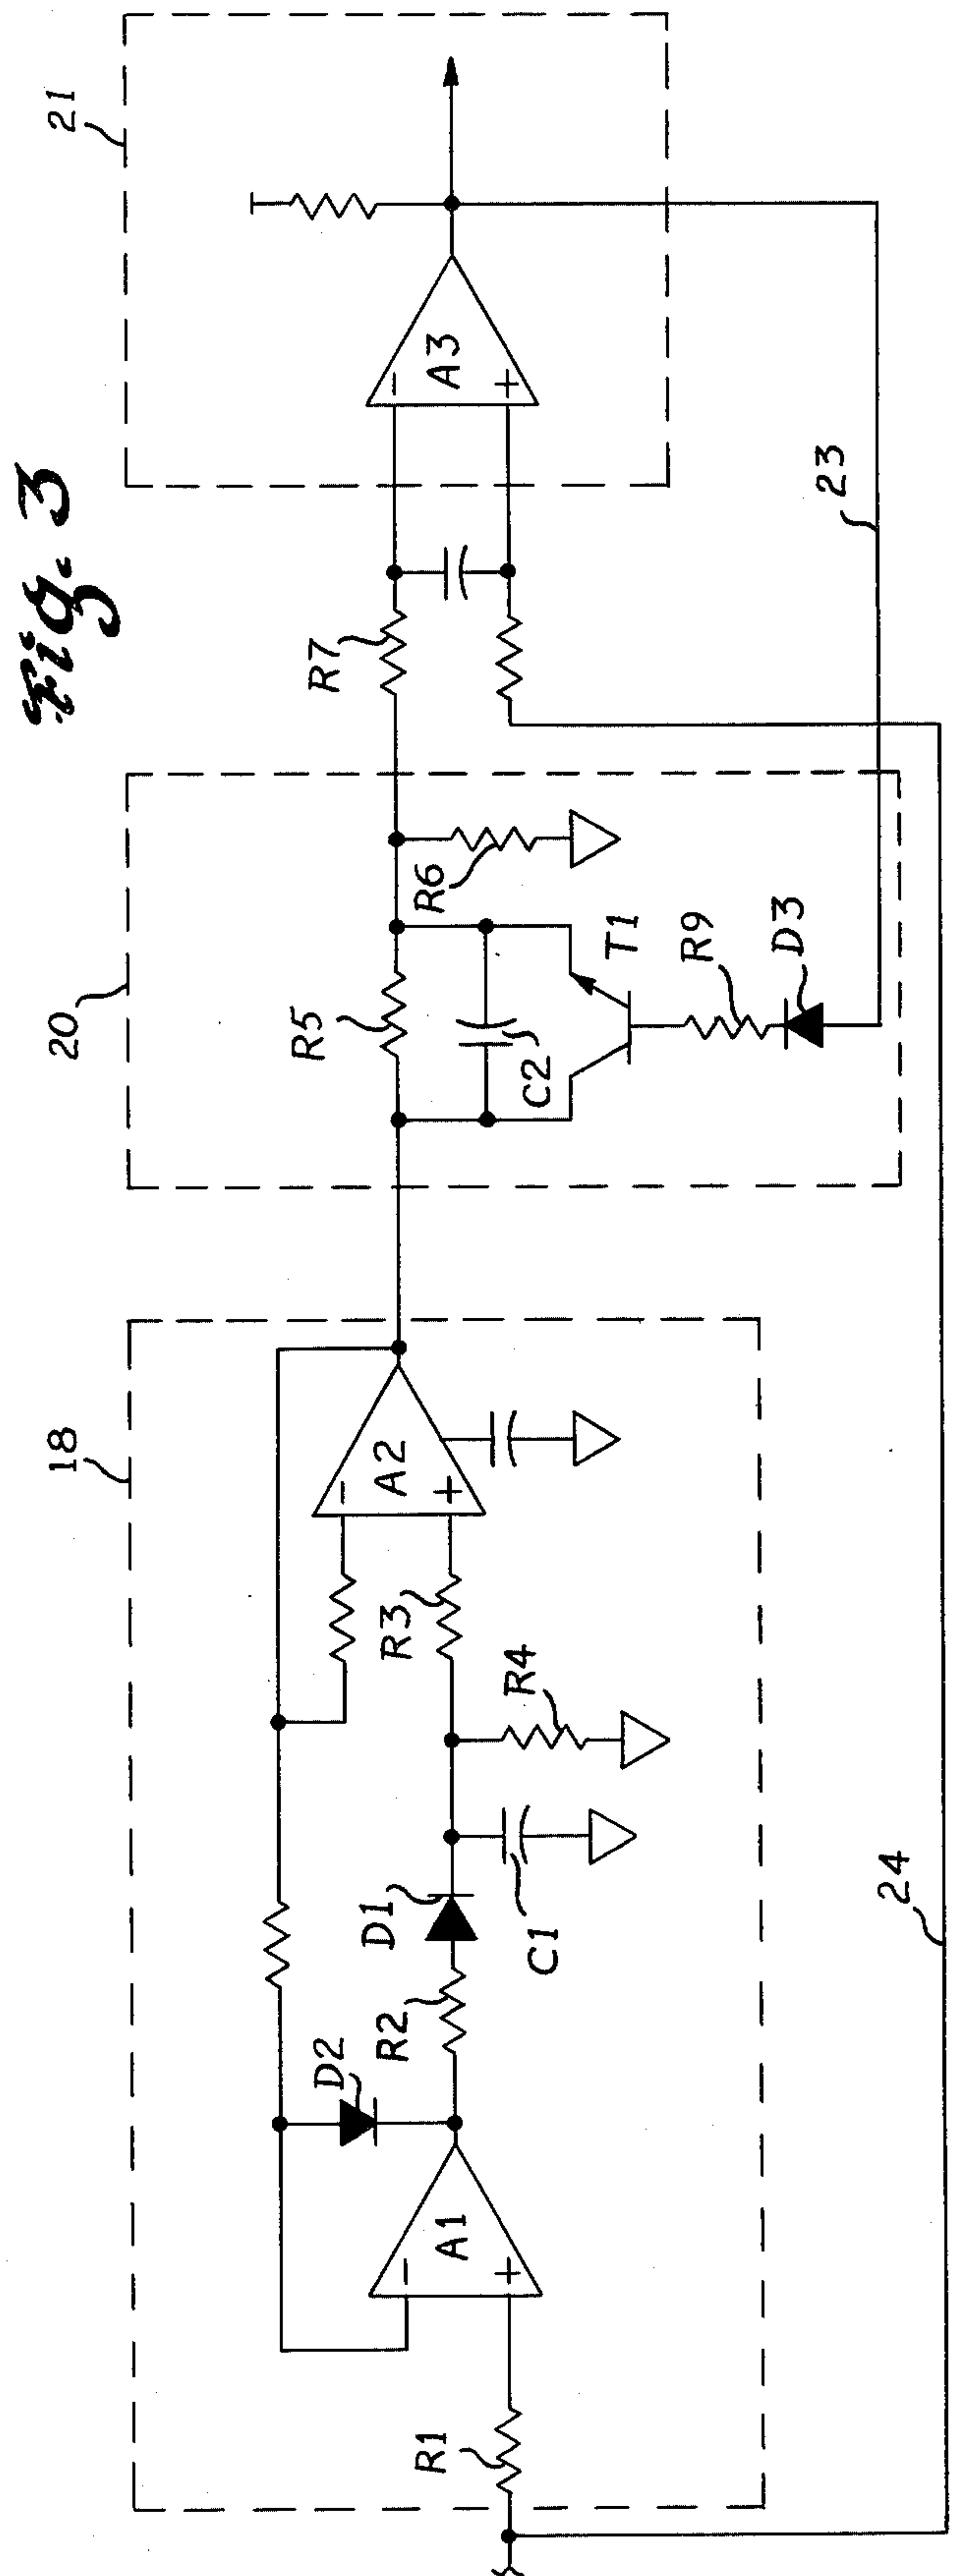 Fig. 3
21
A3
-
+
23
R7
20
R6
R5
T1
R9
D3
C2
18
A2
-
+
R3
R4
D1
C1
24
R2
D2
A1
-
+
R1